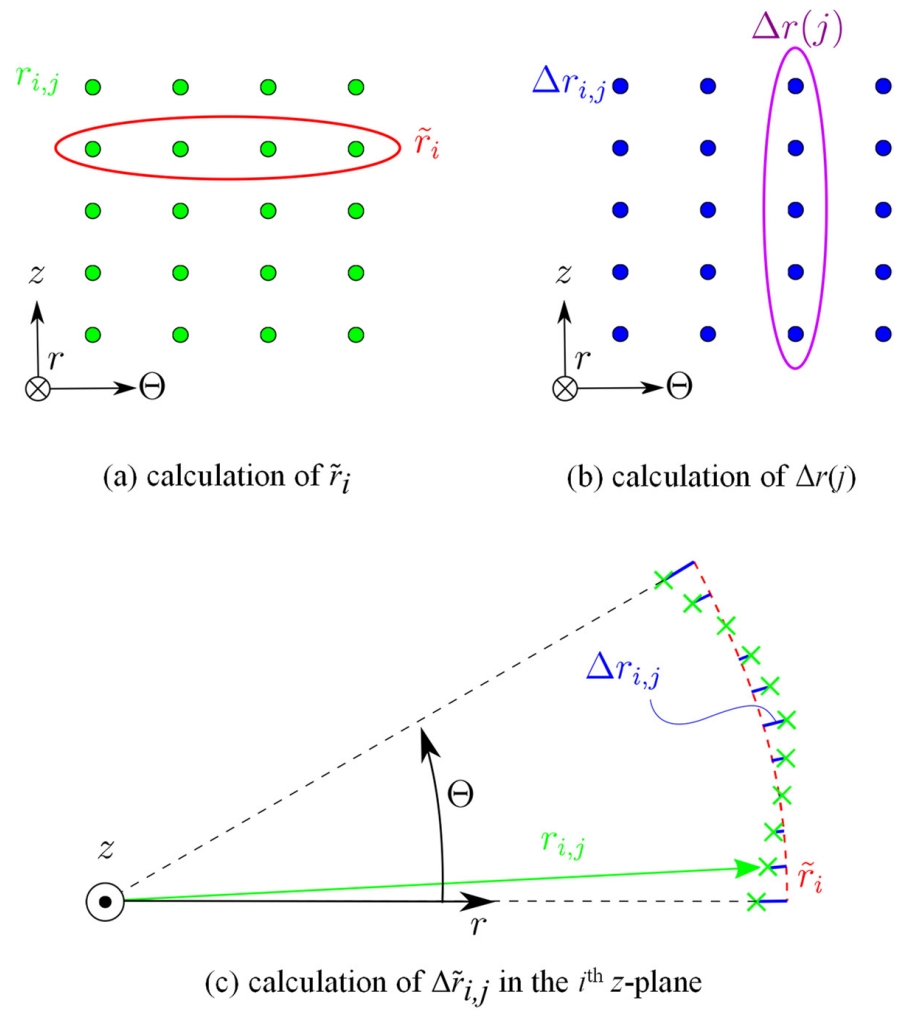 r_{i,j}
r̃_i
z
r
Θ
(a) calculation of r̃_i
Δr(j)
Δr_{i,j}
z
r
Θ
(b) calculation of Δr(j)
Δr_{i,j}
Θ
z
r_{i,j}
r̃_i
r
(c) calculation of Δr̃_{i,j} in the i^{th} z-plane